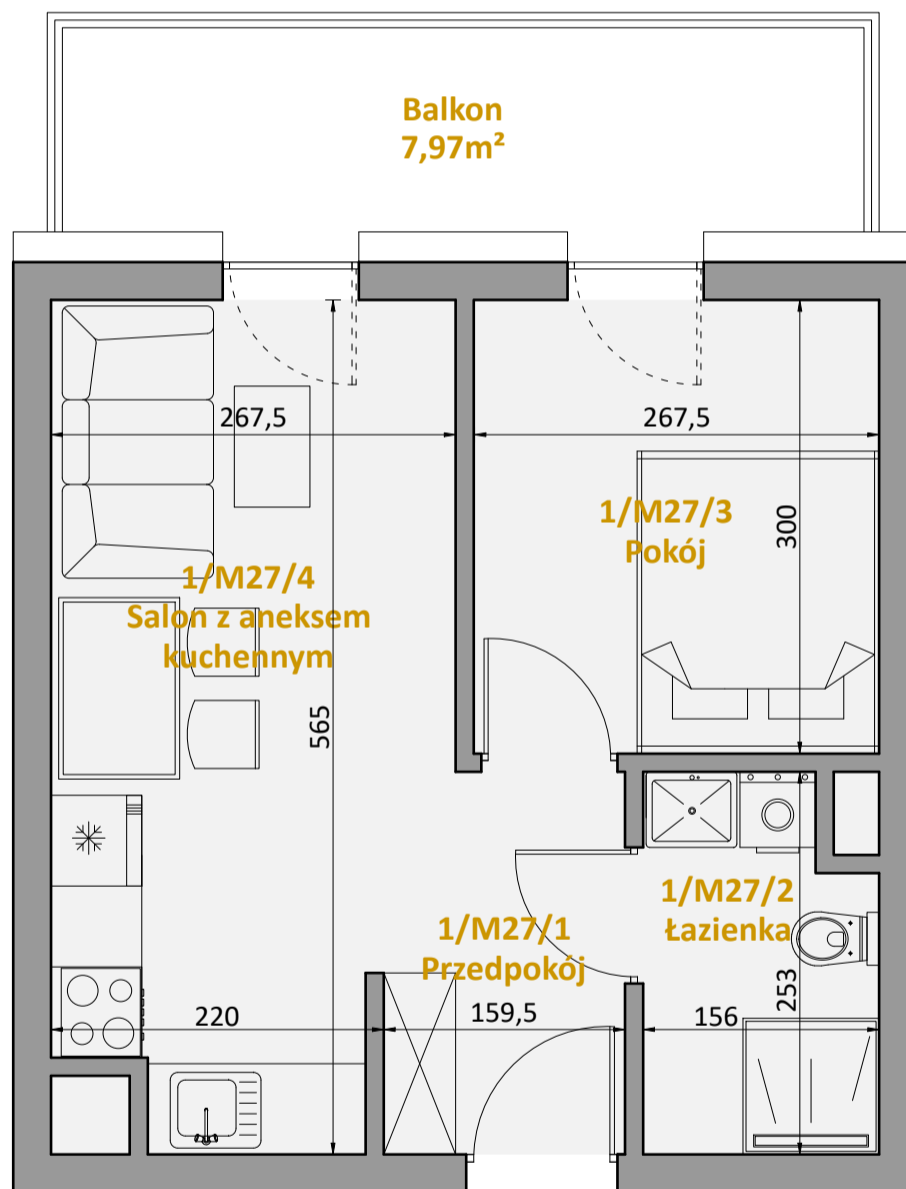 Balkon
7,97m²
267,5
267,5
1/M27/3
Pokój
300
1/M27/4
Salon z aneksem
kuchennym
565
1/M27/2
Łazienka
1/M27/1
Przedpokój
253
220
159,5
156